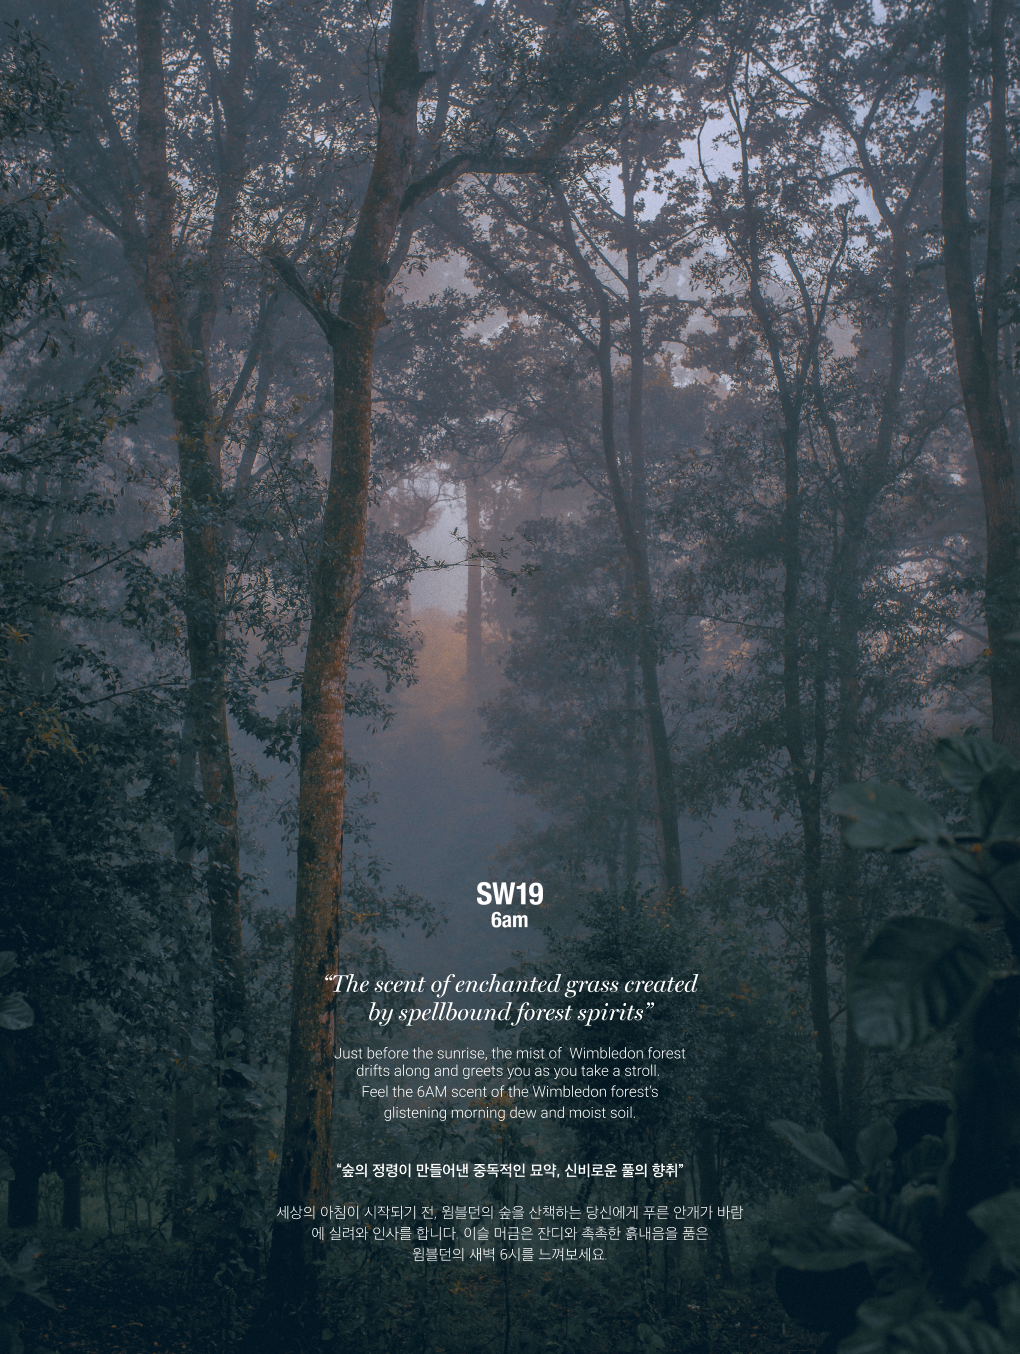 SW19
6am
“The scent of enchanted grass created
by spellbound forest spirits”
Just before the sunrise, the mist of  Wimbledon forest
drifts along and greets you as you take a stroll.
Feel the 6AM scent of the Wimbledon forest's
glistening morning dew and moist soil.
“숲의 정령이 만들어낸 중독적인 묘약, 신비로운 풀의 향취”
세상의 아침이 시작되기 전, 윔블던의 숲을 산책하는 당신에게 푸른 안개가 바람
에 실려와 인사를 합니다. 이슬 머금은 잔디와 촉촉한 흙내음을 품은
윔블던의 새벽 6시를 느껴보세요.